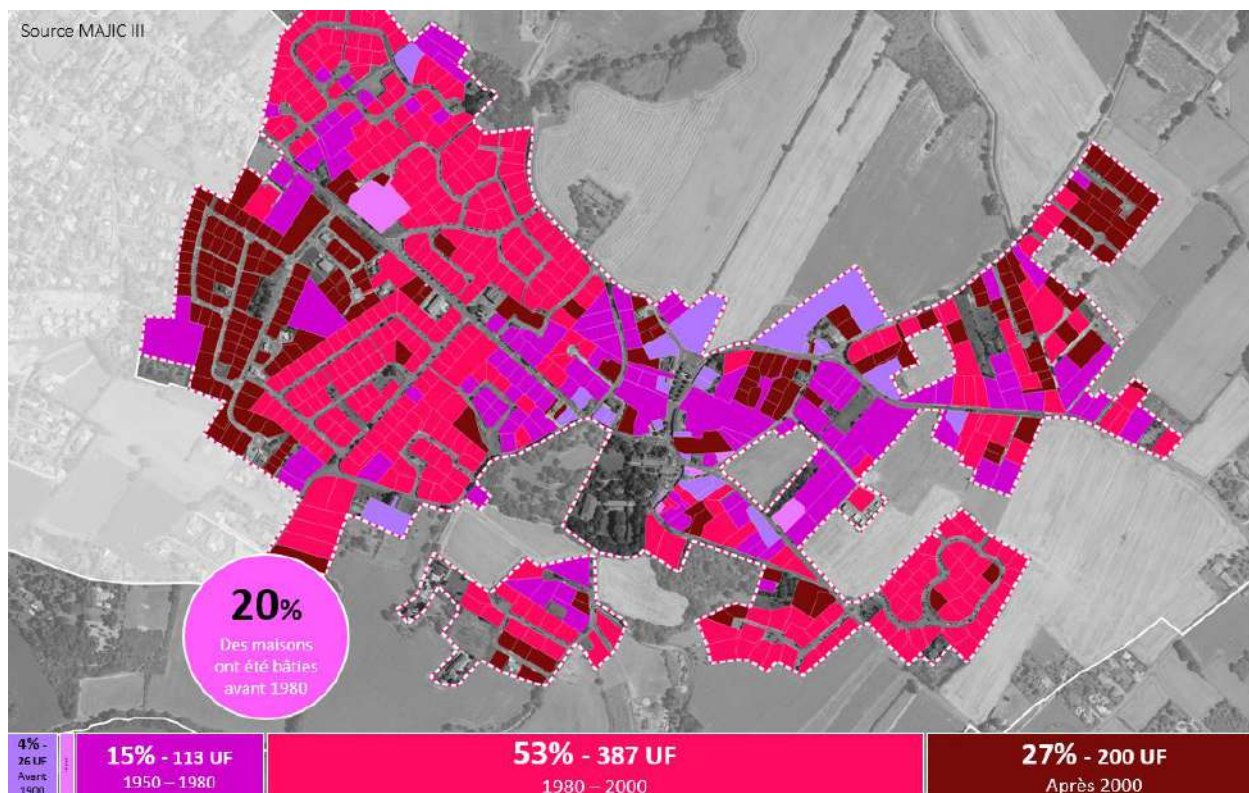 Source MAJIC III
20%
Des maisons
ont été bâties
avant 1980
4% -
26 UF
Avant
1900
15% - 113 UF
1950 – 1980
53% - 387 UF
1980 – 2000
27% - 200 UF
Après 2000